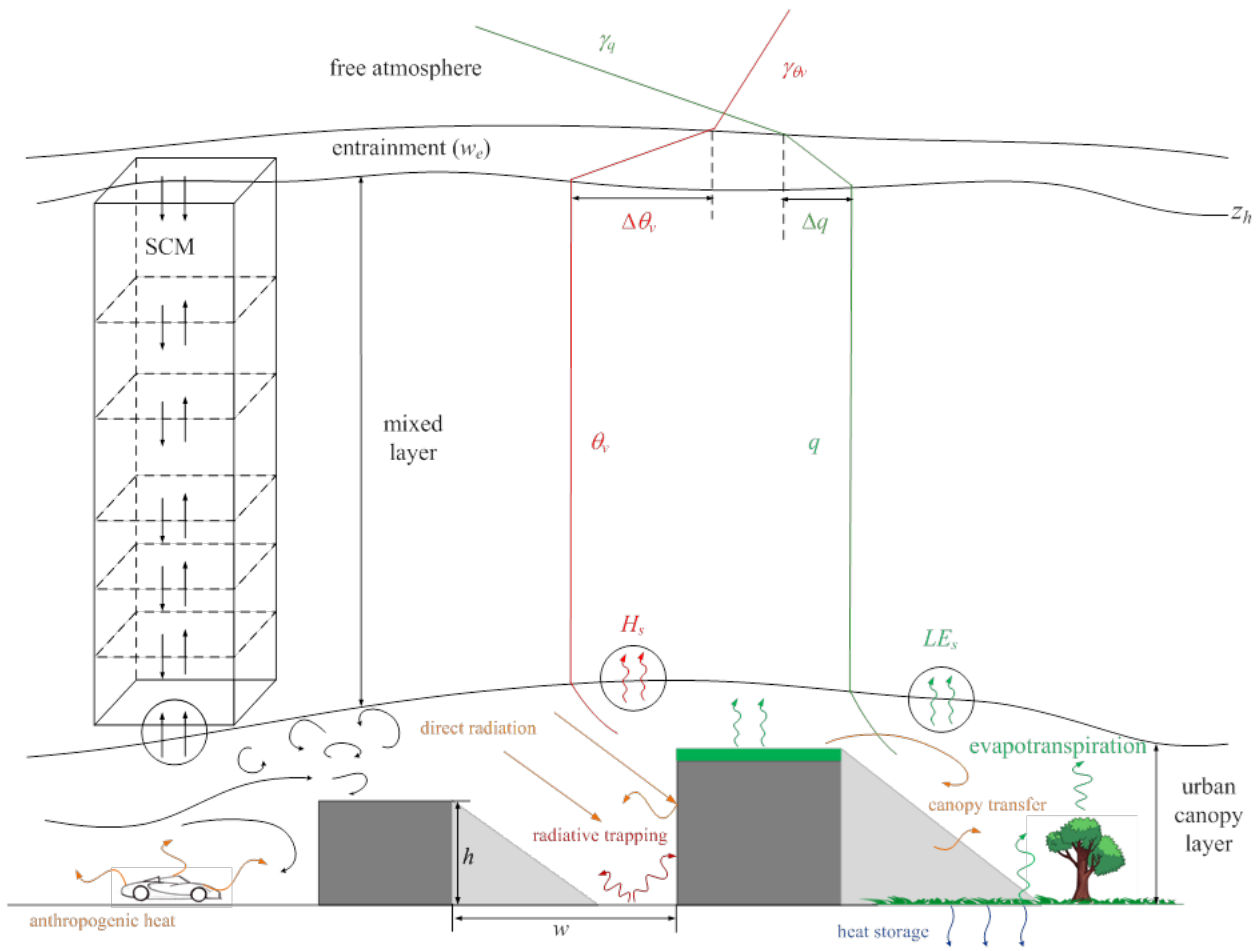 γq
γθv
free atmosphere
entrainment (we)
Δθv
Δq
zh
SCM
mixed
layer
θv
q
Hs
LEs
direct radiation
evapotranspiration
urban
canopy
layer
canopy transfer
radiative trapping
h
anthropogenic heat
w
heat storage